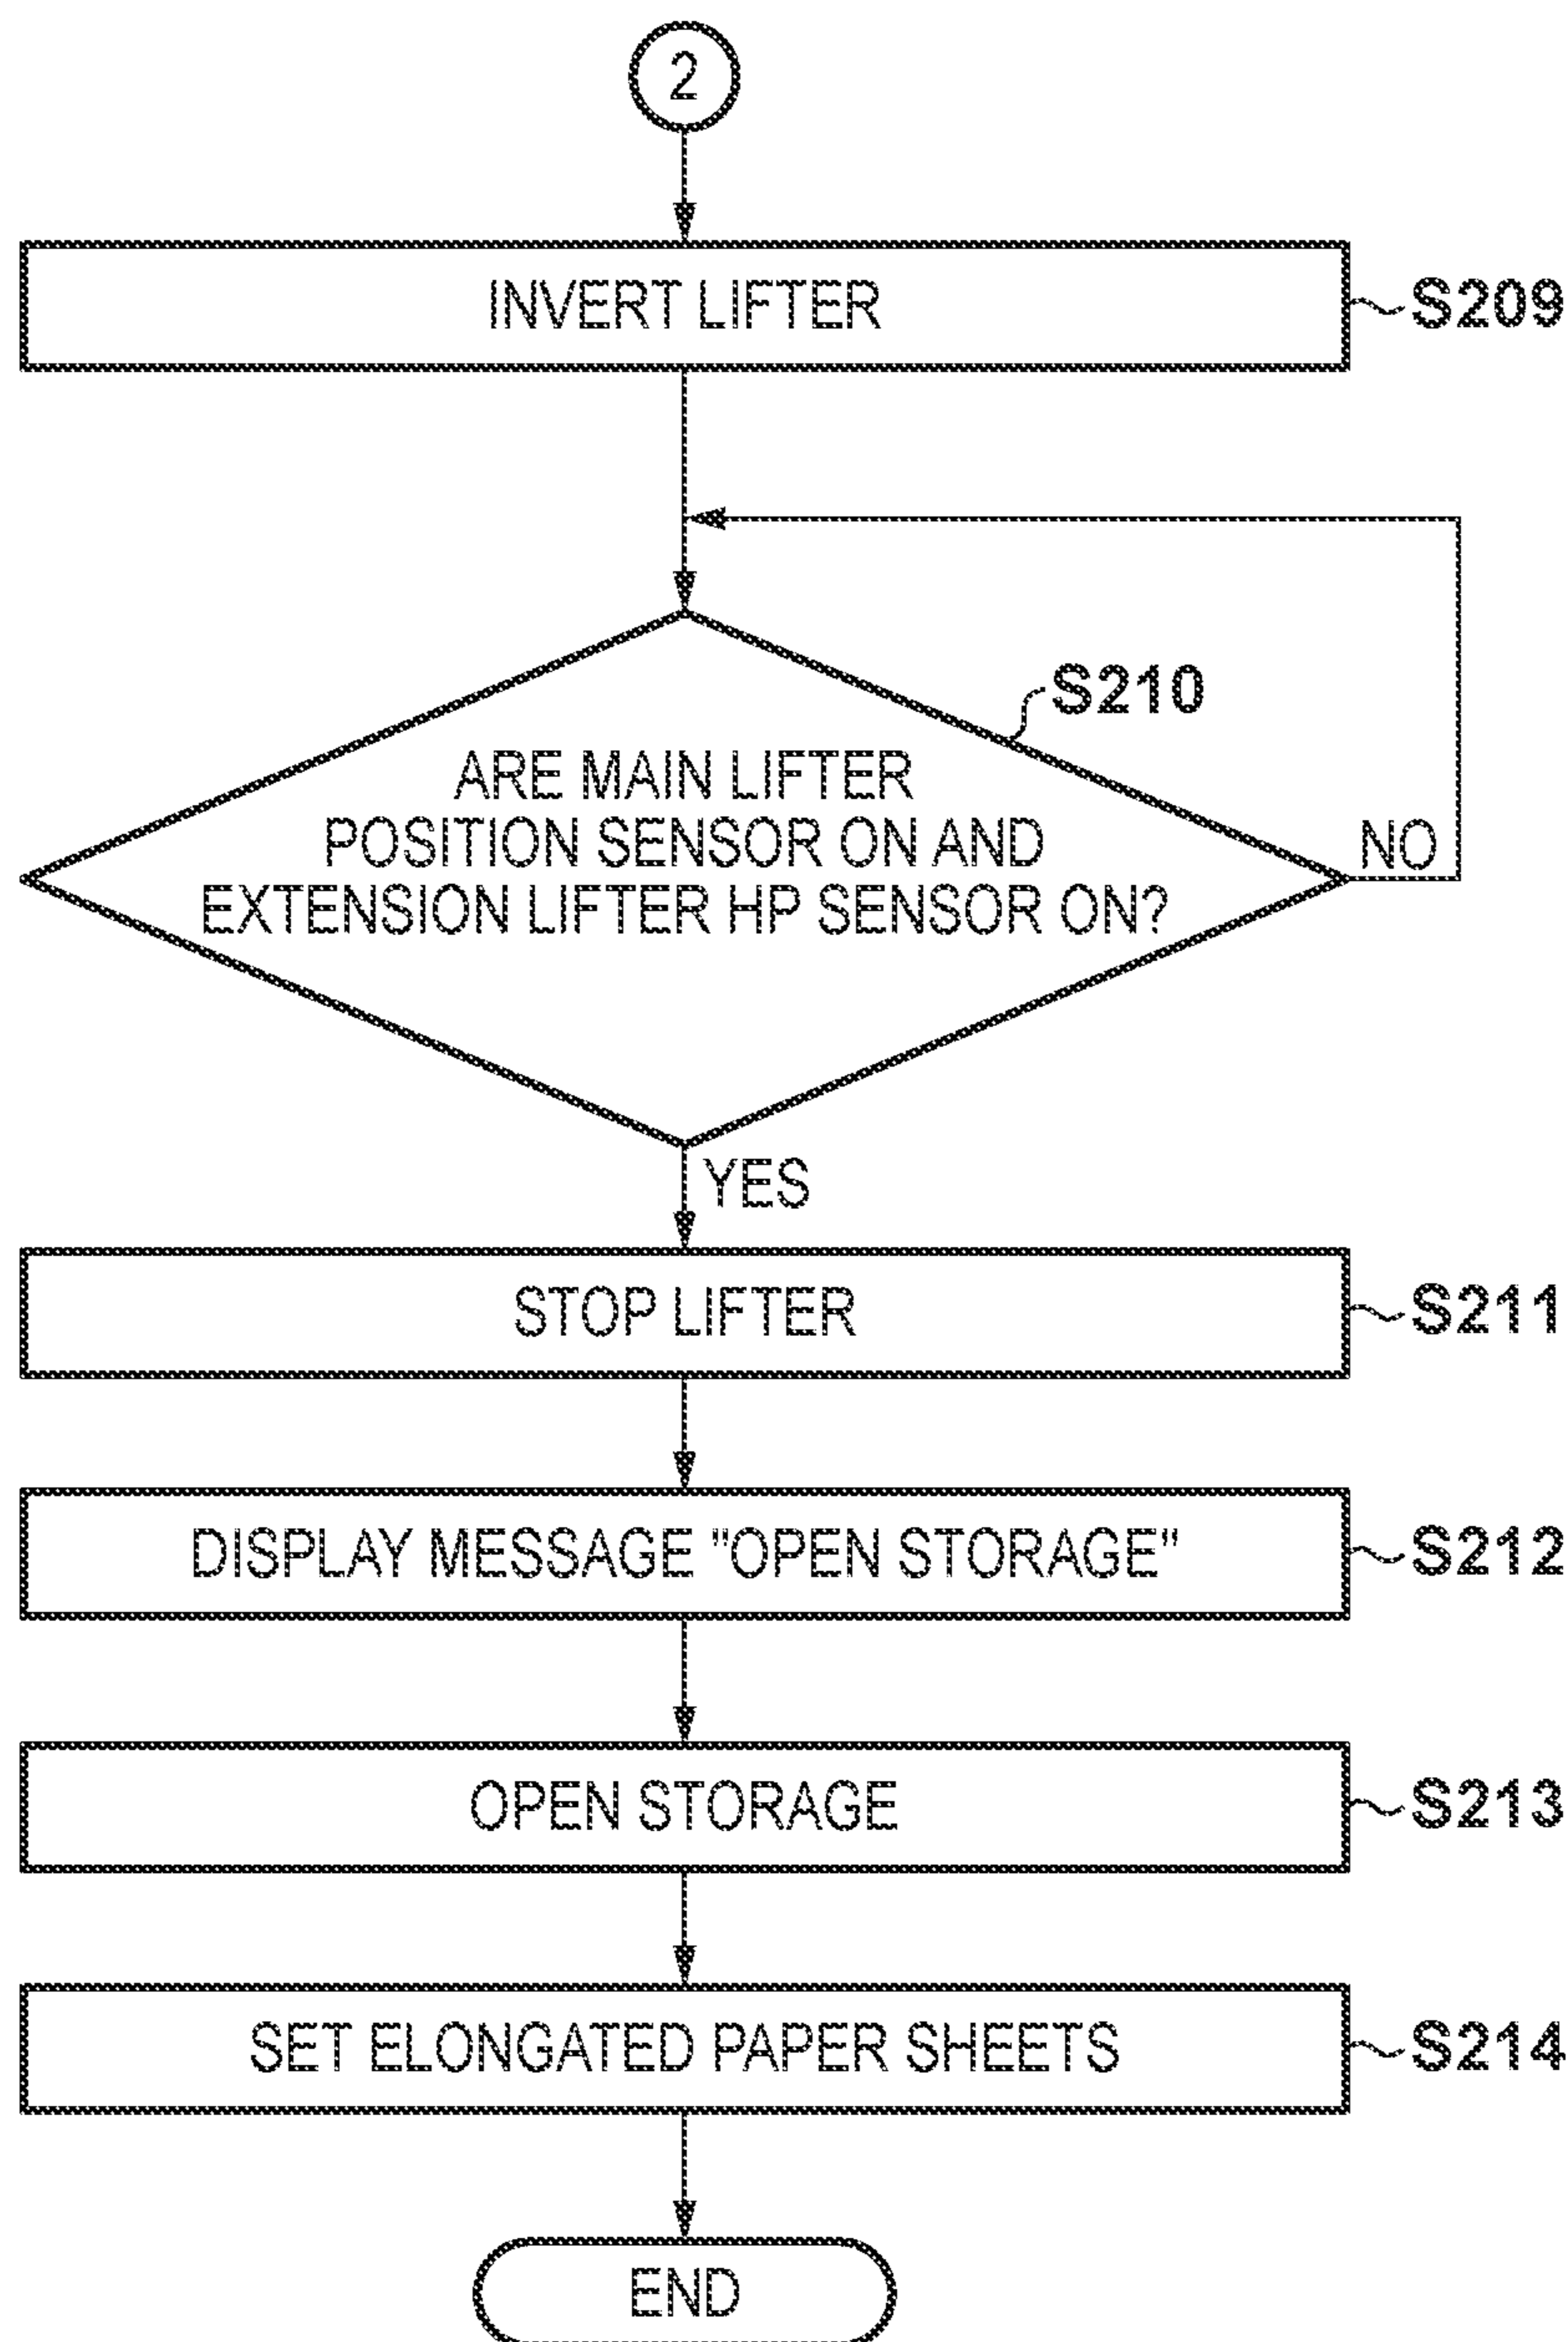 2
INVERT LIFTER
S209
S210
ARE MAIN LIFTER
POSITION SENSOR ON AND
EXTENSION LIFTER HP SENSOR ON?
NO
YES
STOP LIFTER
S211
DISPLAY MESSAGE "OPEN STORAGE"
S212
OPEN STORAGE
S213
SET ELONGATED PAPER SHEETS
S214
END